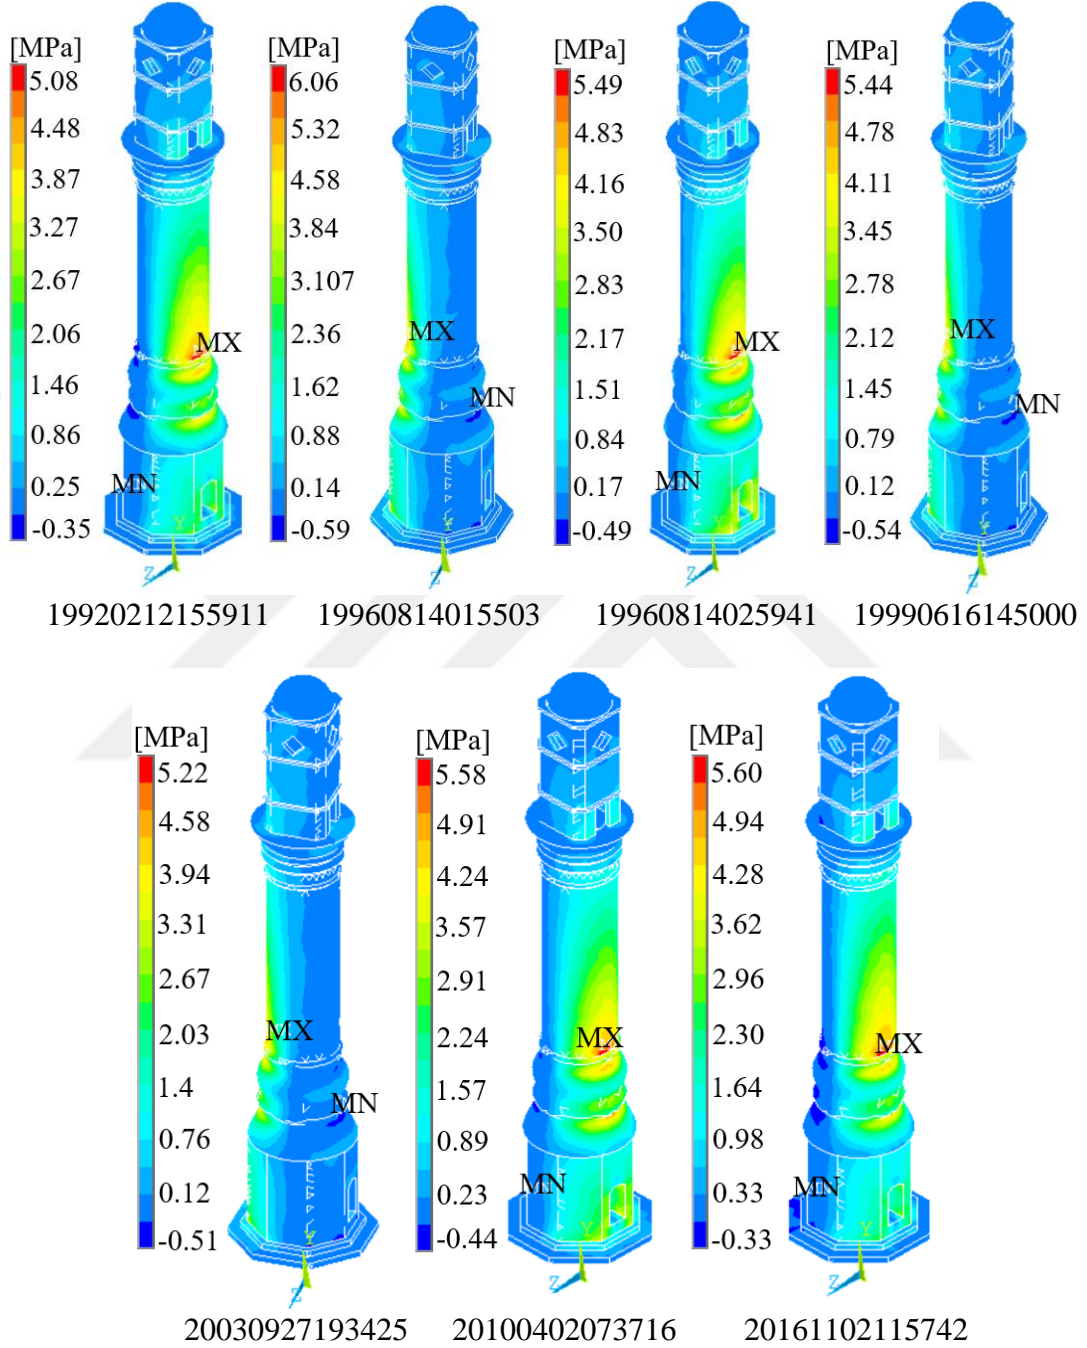 [MPa]
5.08
4.48
3.87
3.27
2.67
2.06
1.46
0.86
0.25
-0.35
MX
MN
Y
Z
19920212155911
[MPa]
6.06
5.32
4.58
3.84
3.107
2.36
1.62
0.88
0.14
-0.59
MX
MN
Y
Z
19960814015503
[MPa]
5.49
4.83
4.16
3.50
2.83
2.17
1.51
0.84
0.17
-0.49
MX
MN
Y
Z
19960814025941
[MPa]
5.44
4.78
4.11
3.45
2.78
2.12
1.45
0.79
0.12
-0.54
MX
MN
Y
Z
19990616145000
[MPa]
5.22
4.58
3.94
3.31
2.67
2.03
1.4
0.76
0.12
-0.51
MX
MN
Y
Z
20030927193425
[MPa]
5.58
4.91
4.24
3.57
2.91
2.24
1.57
0.89
0.23
-0.44
MX
MN
Y
Z
20100402073716
[MPa]
5.60
4.94
4.28
3.62
2.96
2.30
1.64
0.98
0.33
-0.33
MX
MN
Y
Z
20161102115742